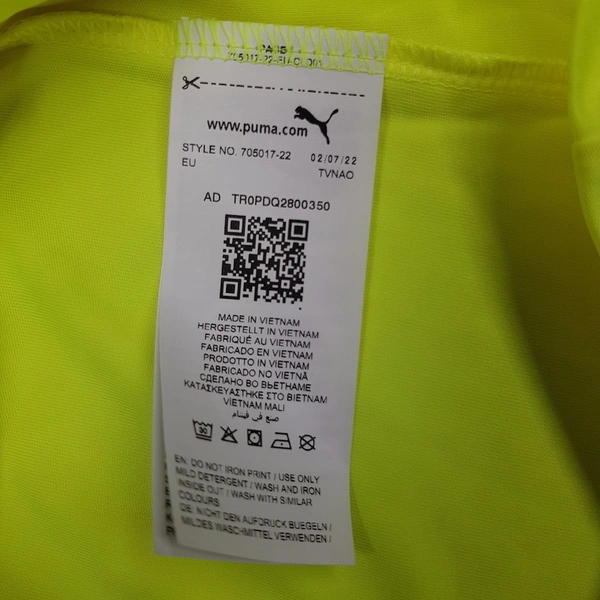 www.puma.com
STYLE NO. 705017-22 02/07/22
EU TVNAO
AD TR0PDQ2800350
MADE IN VIETNAM
HERGESTELLT IN VIETNAM
FABRIQUÉ AU VIETNAM
FABRICADO EN VIETNAM
PRODOTTO IN VIETNAM
FABRICADO NO VIETNÃ
СДЕЛАНО ВО ВЬЕТНАМЕ
ΚΑΤΑΣΚΕΥΑΣΤΗΚΕ ΣΤΟ ΒΙΕΤΝΑΜ
VİETNAM MALI
صنع في فيتنام
30
EN: DO NOT IRON PRINT / USE ONLY
MILD DETERGENT / WASH AND IRON
INSIDE OUT / WASH WITH SIMILAR
COLOURS
DE: NICHT DEN AUFDRUCK BUEGELN /
MILDES WASCHMITTEL VERWENDEN /